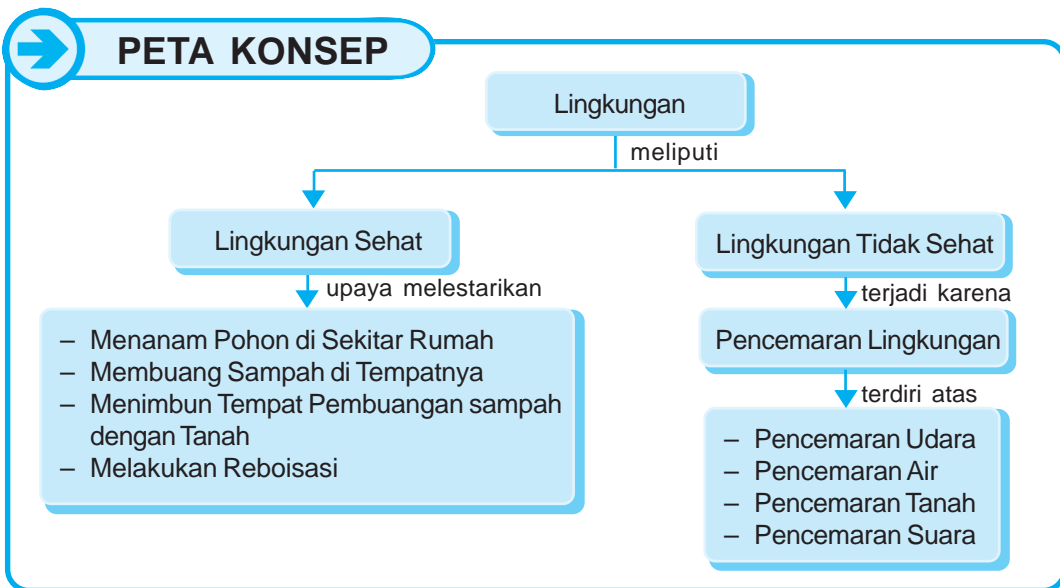 PETA KONSEP
Lingkungan
meliputi
Lingkungan Sehat
upaya melestarikan
– Menanam Pohon di Sekitar Rumah
– Membuang Sampah di Tempatnya
– Menimbun Tempat Pembuangan sampah
dengan Tanah
– Melakukan Reboisasi
Lingkungan Tidak Sehat
terjadi karena
Pencemaran Lingkungan
terdiri atas
– Pencemaran Udara
– Pencemaran Air
– Pencemaran Tanah
– Pencemaran Suara